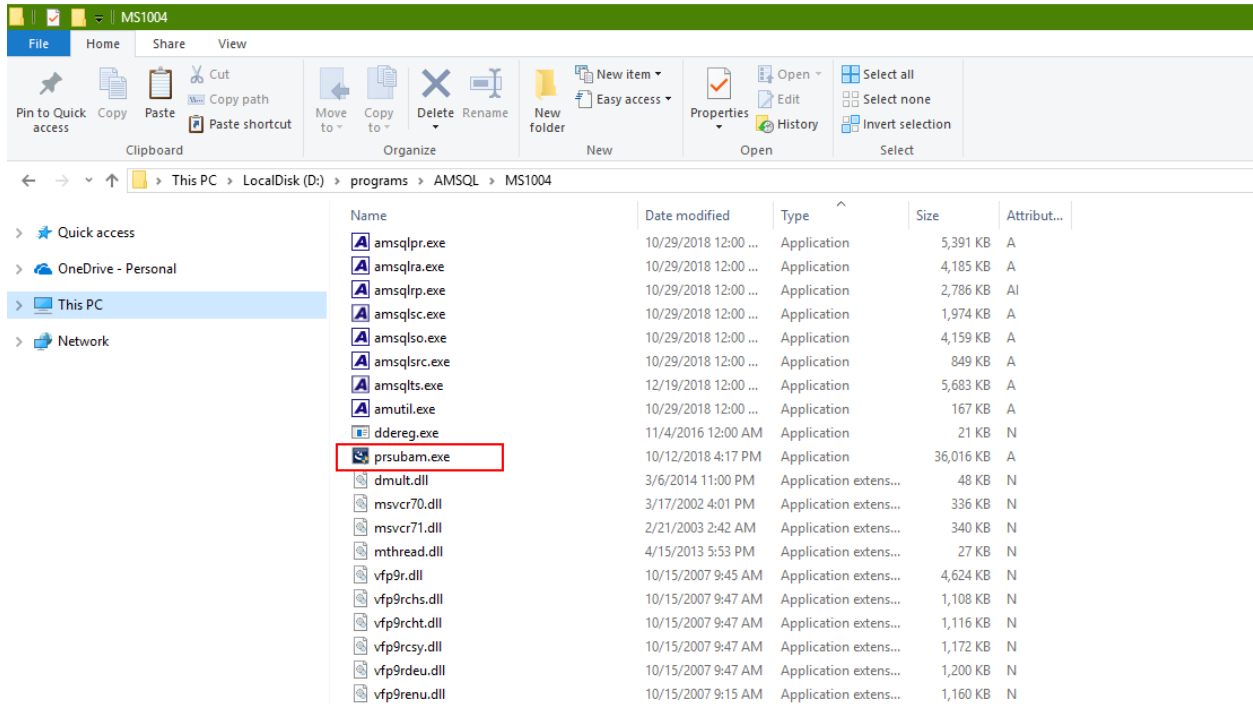 MS1004
File Home Share View
Pin to Quick access
Copy
Paste
Cut
Copy path
Paste shortcut
Clipboard
Move to
Copy to
Delete
Rename
Organize
New folder
New item
Easy access
New
Properties
Open
Edit
History
Open
Select all
Select none
Invert selection
Select
This PC > LocalDisk (D:) > programs > AMSQL > MS1004
Quick access
OneDrive - Personal
This PC
Network
Name Date modified Type Size Attribut...
amsqlpr.exe 10/29/2018 12:00 ... Application 5,391 KB A
amsqlra.exe 10/29/2018 12:00 ... Application 4,185 KB A
amsqlrp.exe 10/29/2018 12:00 ... Application 2,786 KB AI
amsqlsc.exe 10/29/2018 12:00 ... Application 1,974 KB A
amsqlso.exe 10/29/2018 12:00 ... Application 4,159 KB A
amsqlsrc.exe 10/29/2018 12:00 ... Application 849 KB A
amsqlts.exe 12/19/2018 12:00 ... Application 5,683 KB A
amutil.exe 10/29/2018 12:00 ... Application 167 KB A
ddereg.exe 11/4/2016 12:00 AM Application 21 KB N
prsubam.exe 10/12/2018 4:17 PM Application 36,016 KB A
dmult.dll 3/6/2014 11:00 PM Application extens... 48 KB N
msvcr70.dll 3/17/2002 4:01 PM Application extens... 336 KB N
msvcr71.dll 2/21/2003 2:42 AM Application extens... 340 KB N
mthread.dll 4/15/2013 5:53 PM Application extens... 27 KB N
vfp9r.dll 10/15/2007 9:45 AM Application extens... 4,624 KB N
vfp9rchs.dll 10/15/2007 9:47 AM Application extens... 1,108 KB N
vfp9rcht.dll 10/15/2007 9:47 AM Application extens... 1,116 KB N
vfp9rcsy.dll 10/15/2007 9:47 AM Application extens... 1,172 KB N
vfp9rdeu.dll 10/15/2007 9:47 AM Application extens... 1,200 KB N
vfp9renu.dll 10/15/2007 9:15 AM Application extens... 1,160 KB N